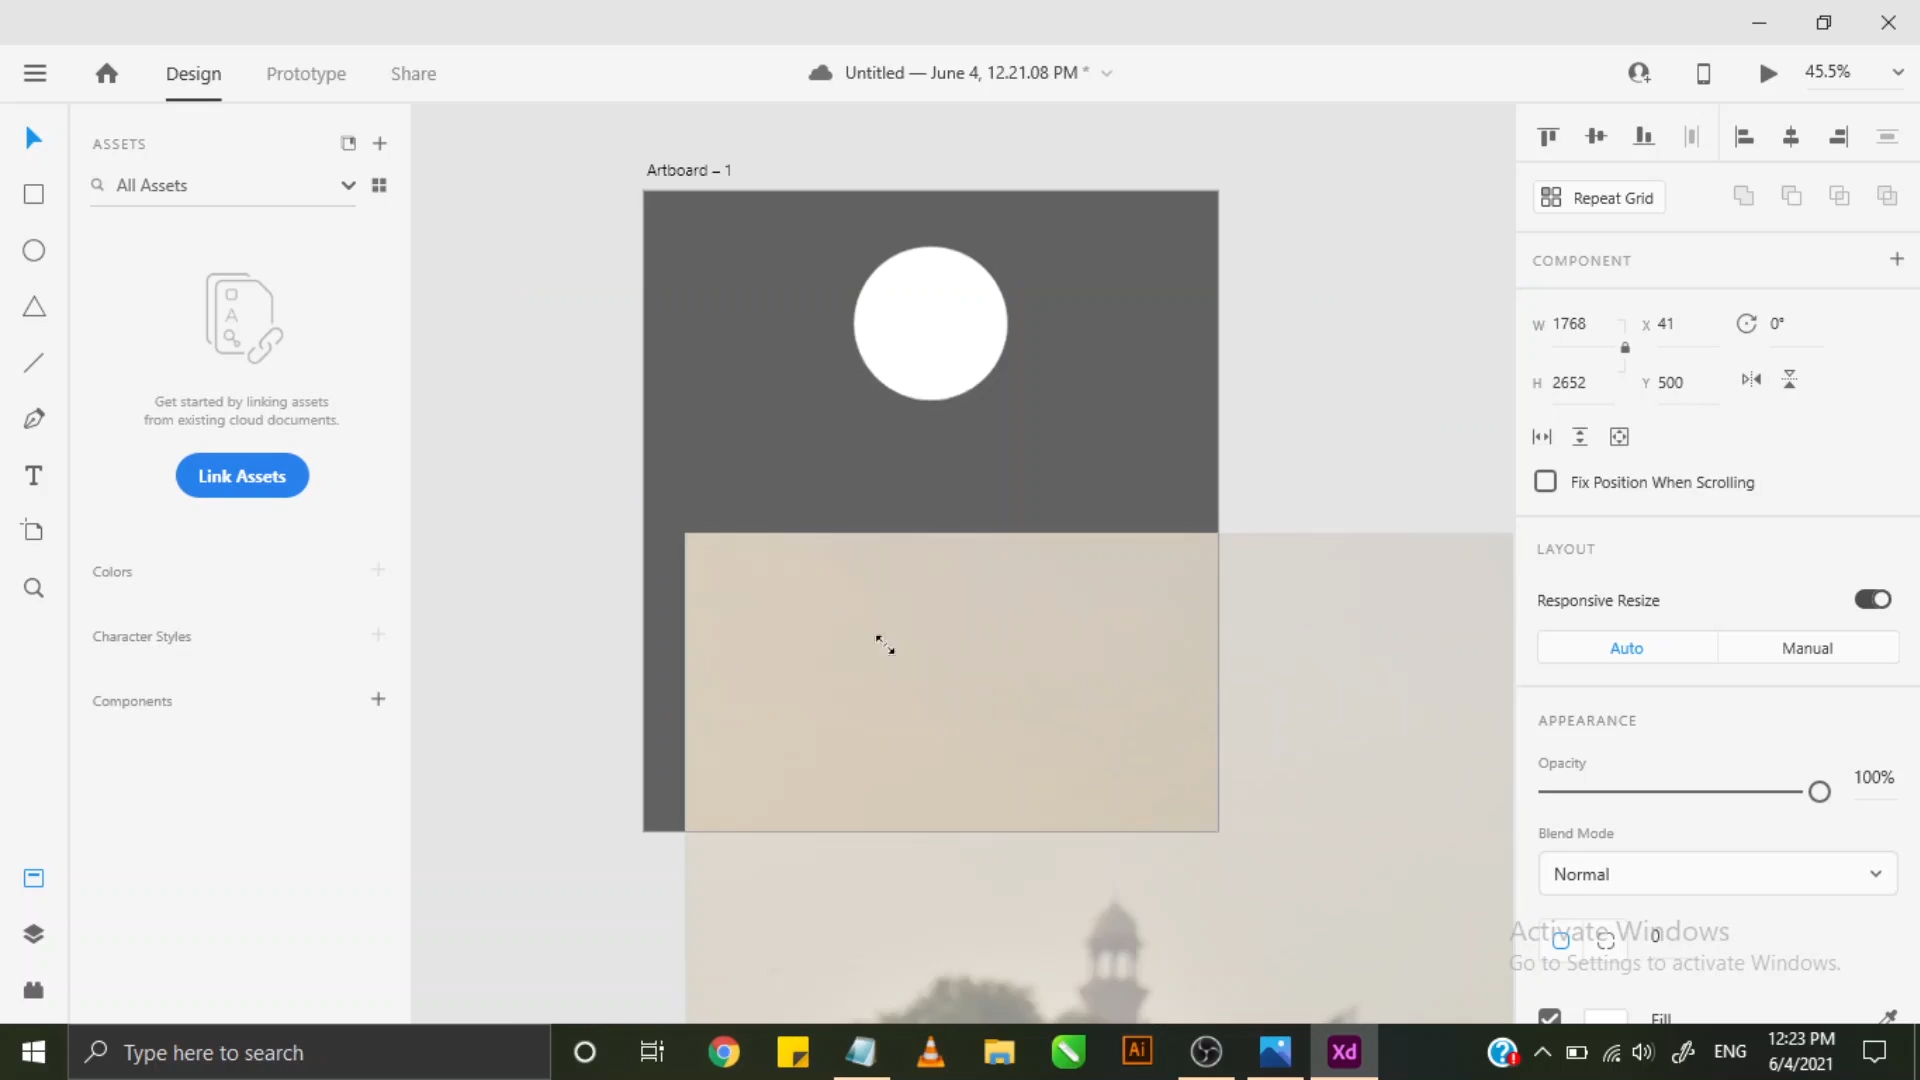 Design
Prototype
Share
Untitled — June 4, 12.21.08 PM *
45.5%
ASSETS
All Assets
A
Get started by linking assets
from existing cloud documents.
Link Assets
Colors
Character Styles
Components
T
Artboard – 1
Repeat Grid
COMPONENT
W 1768
X 41
0°
H 2652
Y 500
Fix Position When Scrolling
LAYOUT
Responsive Resize
Auto
Manual
APPEARANCE
Opacity
100%
Blend Mode
Normal
0
Activate Windows
Go to Settings to activate Windows.
Fill
Type here to search
Ai
Xd
ENG
12:23 PM
6/4/2021